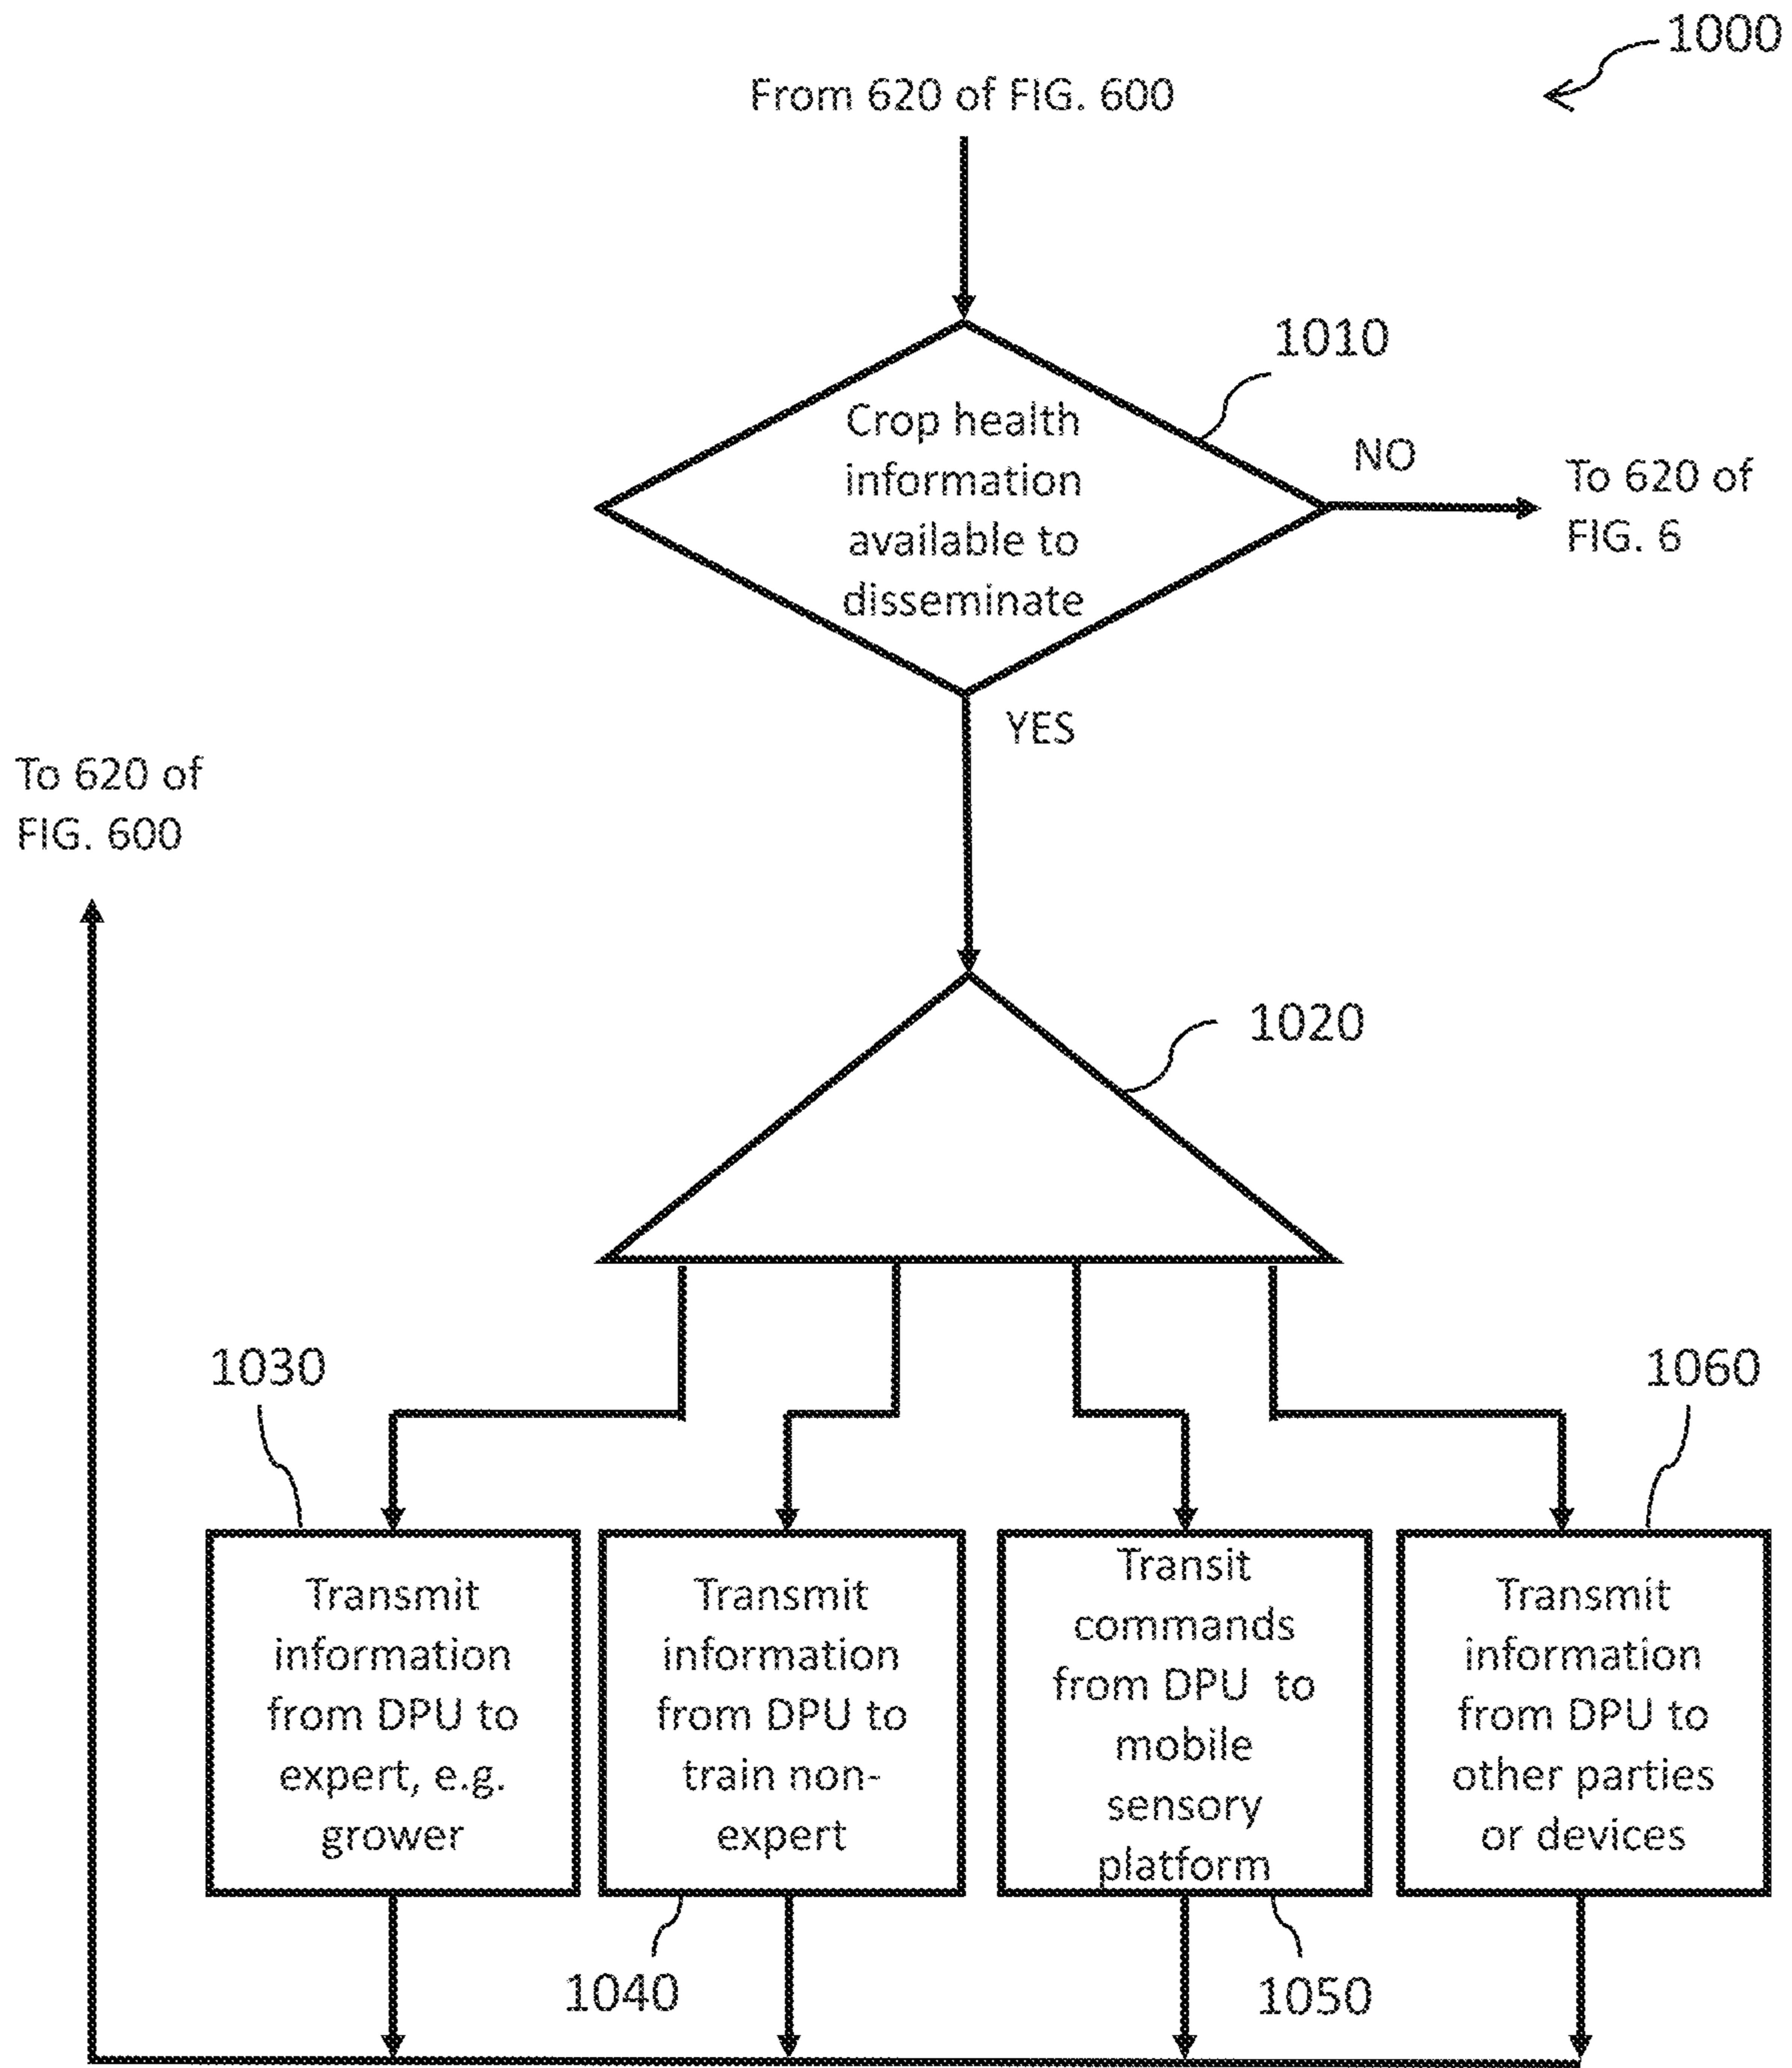 1000
From 620 of FIG. 600
1010
Crop health
information
available to
disseminate
NO
To 620 of
FIG. 6
YES
To 620 of
FIG. 600
1020
1030
1060
Transmit
information
from DPU to
expert, e.g.
grower
Transmit
information
from DPU to
train non-
expert
Transit
commands
from DPU to
mobile
sensory
platform
Transmit
information
from DPU to
other parties
or devices
1040
1050